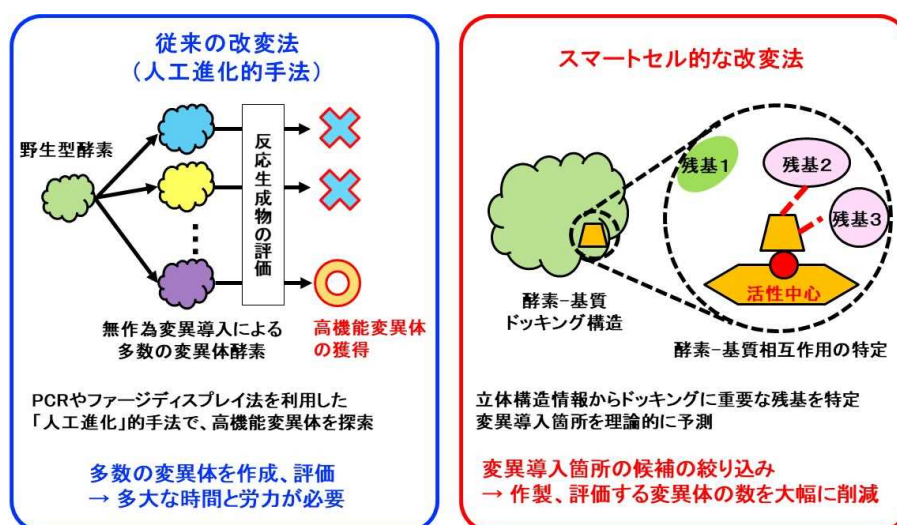 従来の改変法
（人工進化的手法）
野生型酵素
反応生成物の評価
無作為変異導入による
多数の変異体酵素
高機能変異体
の獲得
PCRやファージディスプレイ法を利用した
「人工進化」的手法で、高機能変異体を探索
多数の変異体を作成、評価
→ 多大な時間と労力が必要
スマートセル的な改変法
残基1
残基2
残基3
活性中心
酵素−基質
ドッキング構造
酵素−基質相互作用の特定
立体構造情報からドッキングに重要な残基を特定
変異導入箇所を理論的に予測
変異導入箇所の候補の絞り込み
→ 作製、評価する変異体の数を大幅に削減